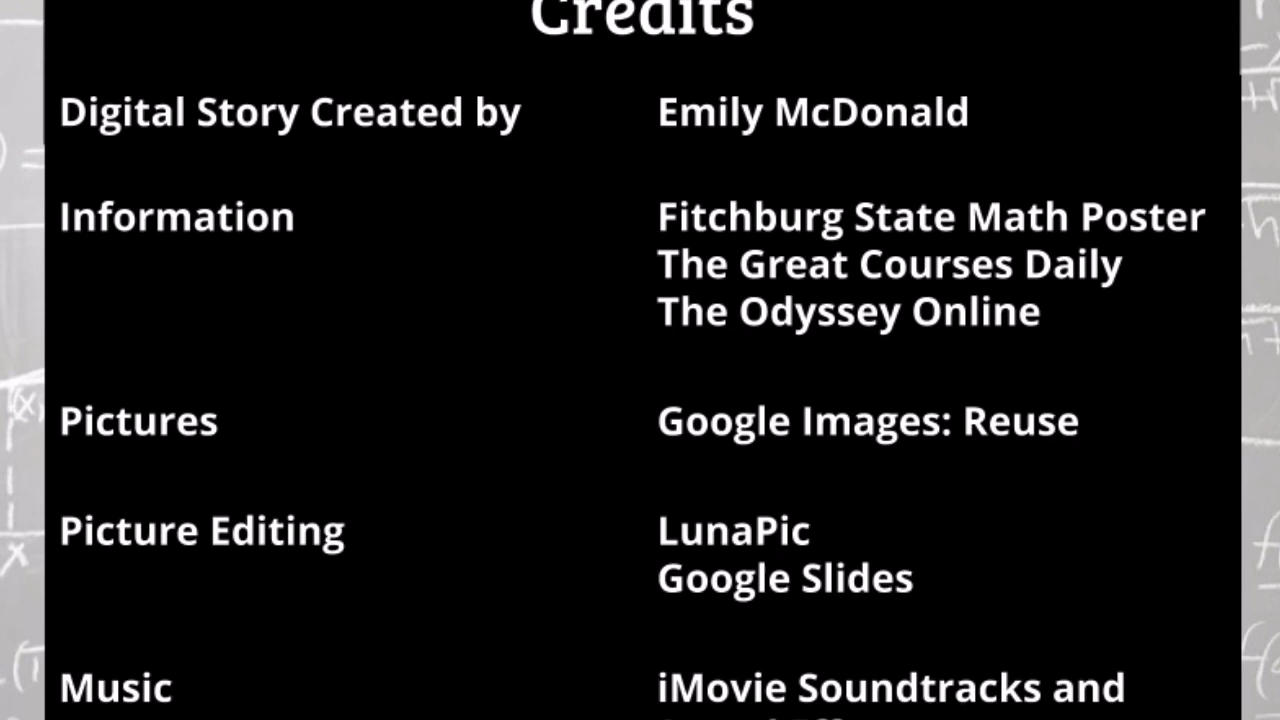 Credits
Digital Story Created by Emily McDonald
Information Fitchburg State Math Poster
The Great Courses Daily
The Odyssey Online
Pictures Google Images: Reuse
Picture Editing LunaPic
Google Slides
Music iMovie Soundtracks and